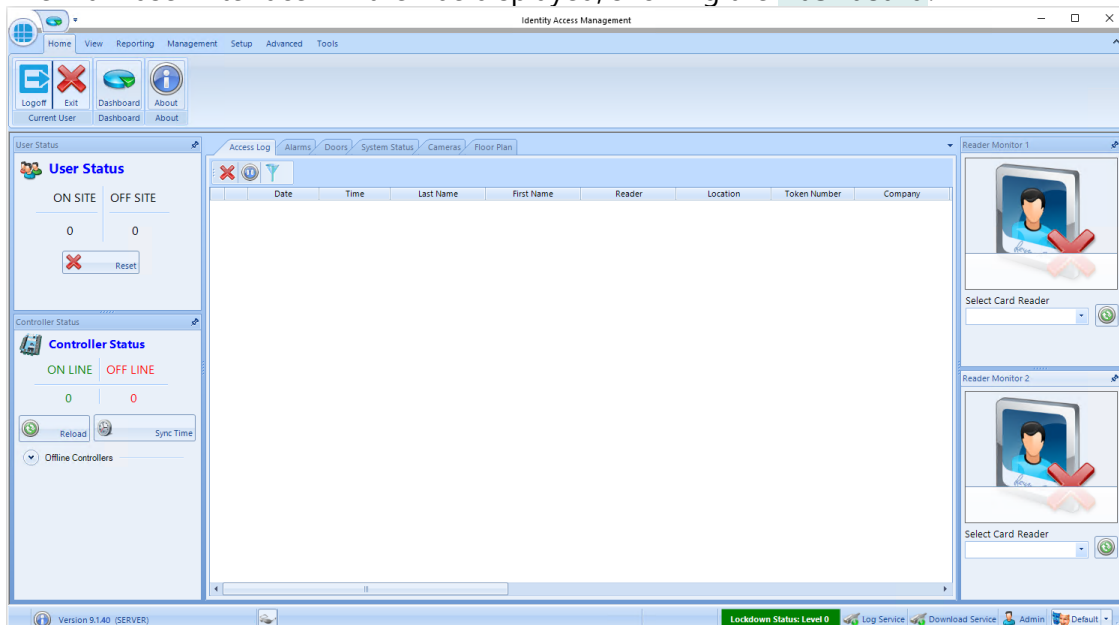 Identity Access Management
Home View Reporting Management Setup Advanced Tools
Logoff Exit Dashboard About
Current User Dashboard About
User Status
User Status
ON SITE OFF SITE
0 0
Reset
Controller Status
Controller Status
ON LINE OFF LINE
0 0
Reload Sync Time
Offline Controllers
Access Log Alarms Doors System Status Cameras Floor Plan
Date Time Last Name First Name Reader Location Token Number Company
Reader Monitor 1
Select Card Reader
Reader Monitor 2
Select Card Reader
Version 9.1.40 (SERVER) Lockdown Status: Level 0 Log Service Download Service Admin Default